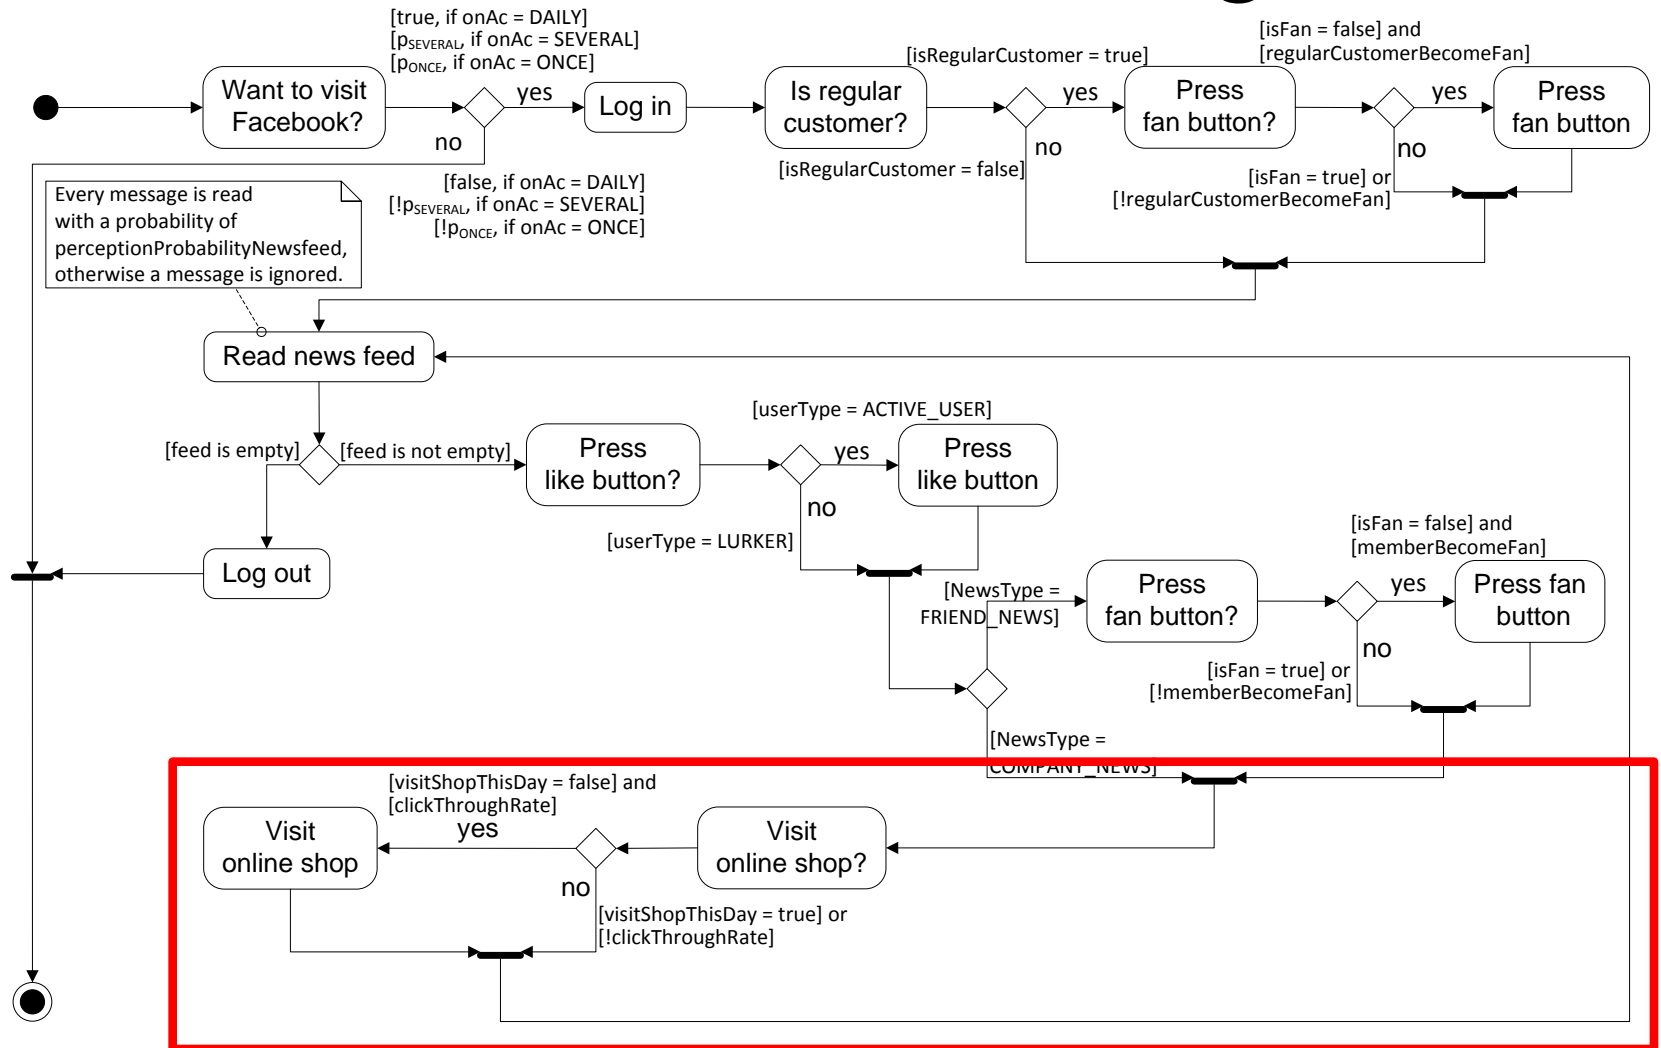 [true, if onAc = DAILY]
[pSEVERAL, if onAc = SEVERAL]
[pONCE, if onAc = ONCE]
[isFan = false] and
[regularCustomerBecomeFan]
[isRegularCustomer = true]
Want to visit
Facebook?
yes
Log in
Is regular
customer?
yes
Press
fan button?
yes
Press
fan button
no
no
no
[isRegularCustomer = false]
[isFan = true] or
[!regularCustomerBecomeFan]
[false, if onAc = DAILY]
[!pSEVERAL, if onAc = SEVERAL]
[!pONCE, if onAc = ONCE]
Every message is read
with a probability of
perceptionProbabilityNewsfeed,
otherwise a message is ignored.
Read news feed
[userType = ACTIVE_USER]
[feed is empty]
[feed is not empty]
Press
like button?
yes
Press
like button
no
[userType = LURKER]
[isFan = false] and
[memberBecomeFan]
Log out
[NewsType =
FRIEND_NEWS]
Press
fan button?
yes
Press fan
button
no
[isFan = true] or
[!memberBecomeFan]
[NewsType =
COMPANY_NEWS]
[visitShopThisDay = false] and
[clickThroughRate]
Visit
online shop
yes
Visit
online shop?
no
[visitShopThisDay = true] or
[!clickThroughRate]